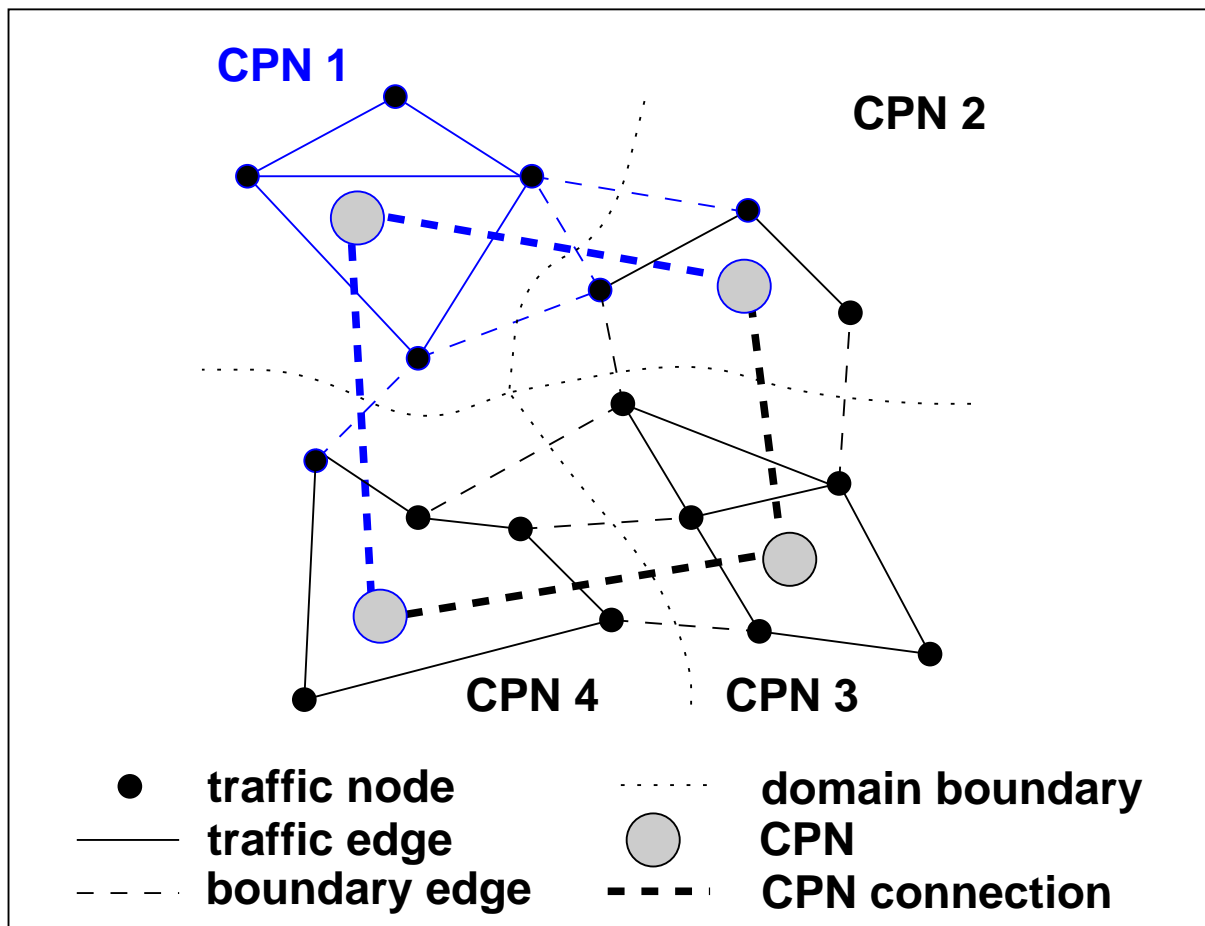 CPN 1
CPN 2
CPN 4
CPN 3
traffic node
traffic edge
boundary edge
domain boundary
CPN
CPN connection